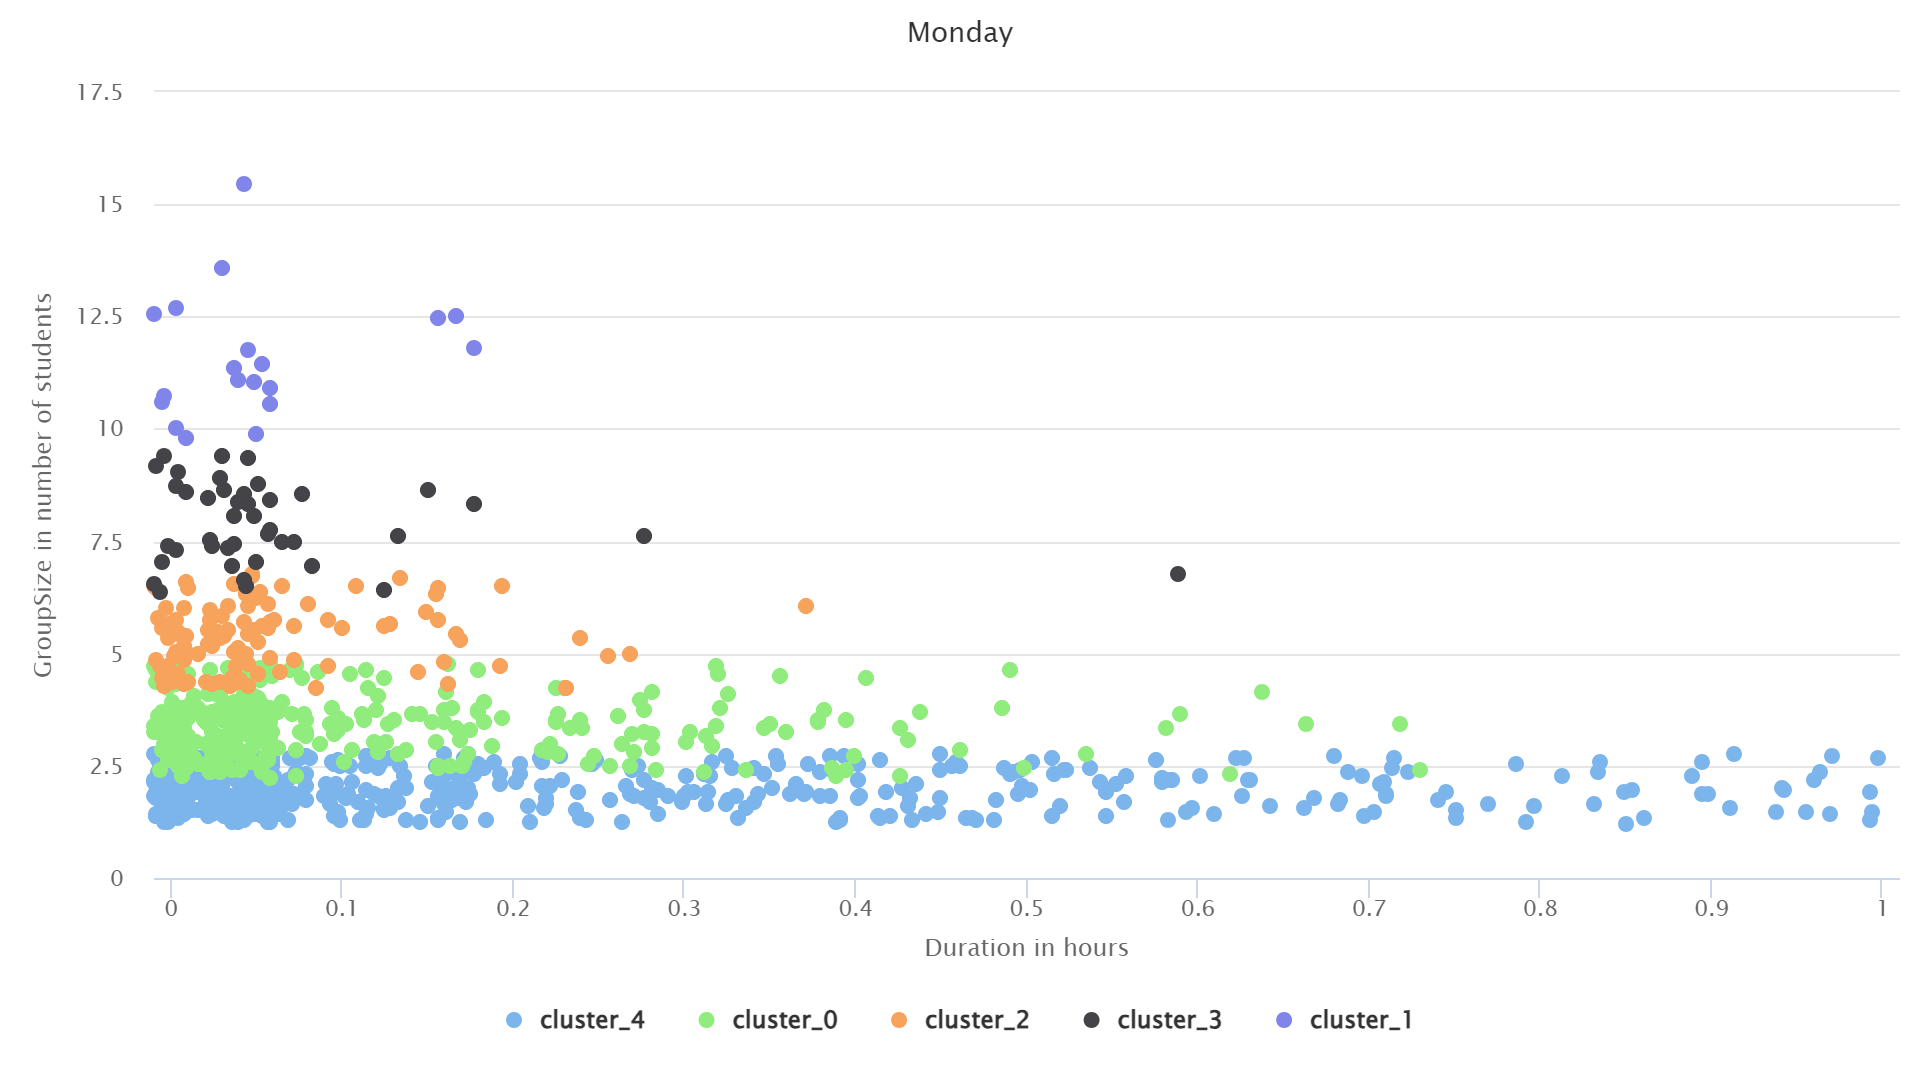 Monday
17.5
15
12.5
10
7.5
5
2.5
0
GroupSize in number of students
0 0.1 0.2 0.3 0.4 0.5 0.6 0.7 0.8 0.9 1
Duration in hours
cluster_4 cluster_0 cluster_2 cluster_3 cluster_1